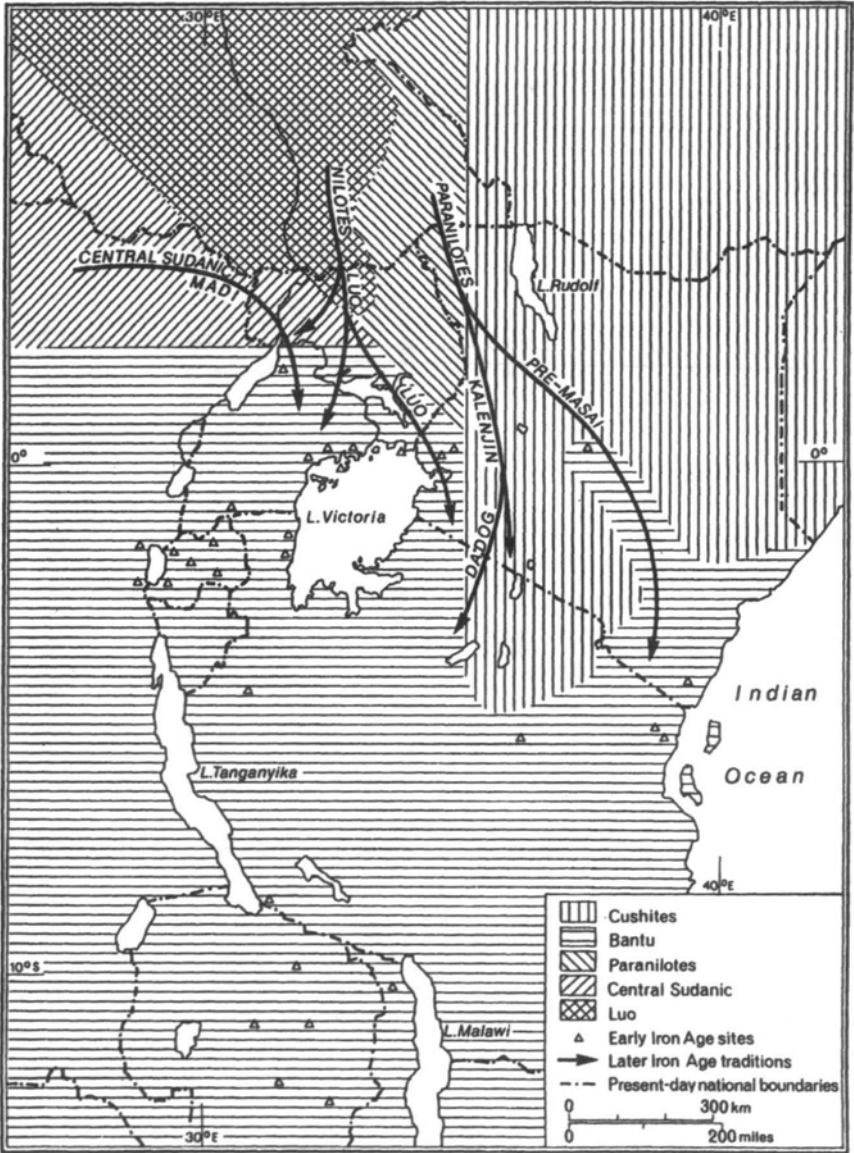 30°E
40°E
NILOTES
PARANILOTES
CENTRAL SUDANIC
MADI
LUO
L.Rudolf
LUO
KALENJIN
PRE-MASAI
0°
0°
L.Victoria
DADOG
Indian
Ocean
L.Tanganyika
40°E
10°S
L.Malawi
30°E
Cushites
Bantu
Paranilotes
Central Sudanic
Luo
Early Iron Age sites
Later Iron Age traditions
Present-day national boundaries
0 300 km
0 200 miles